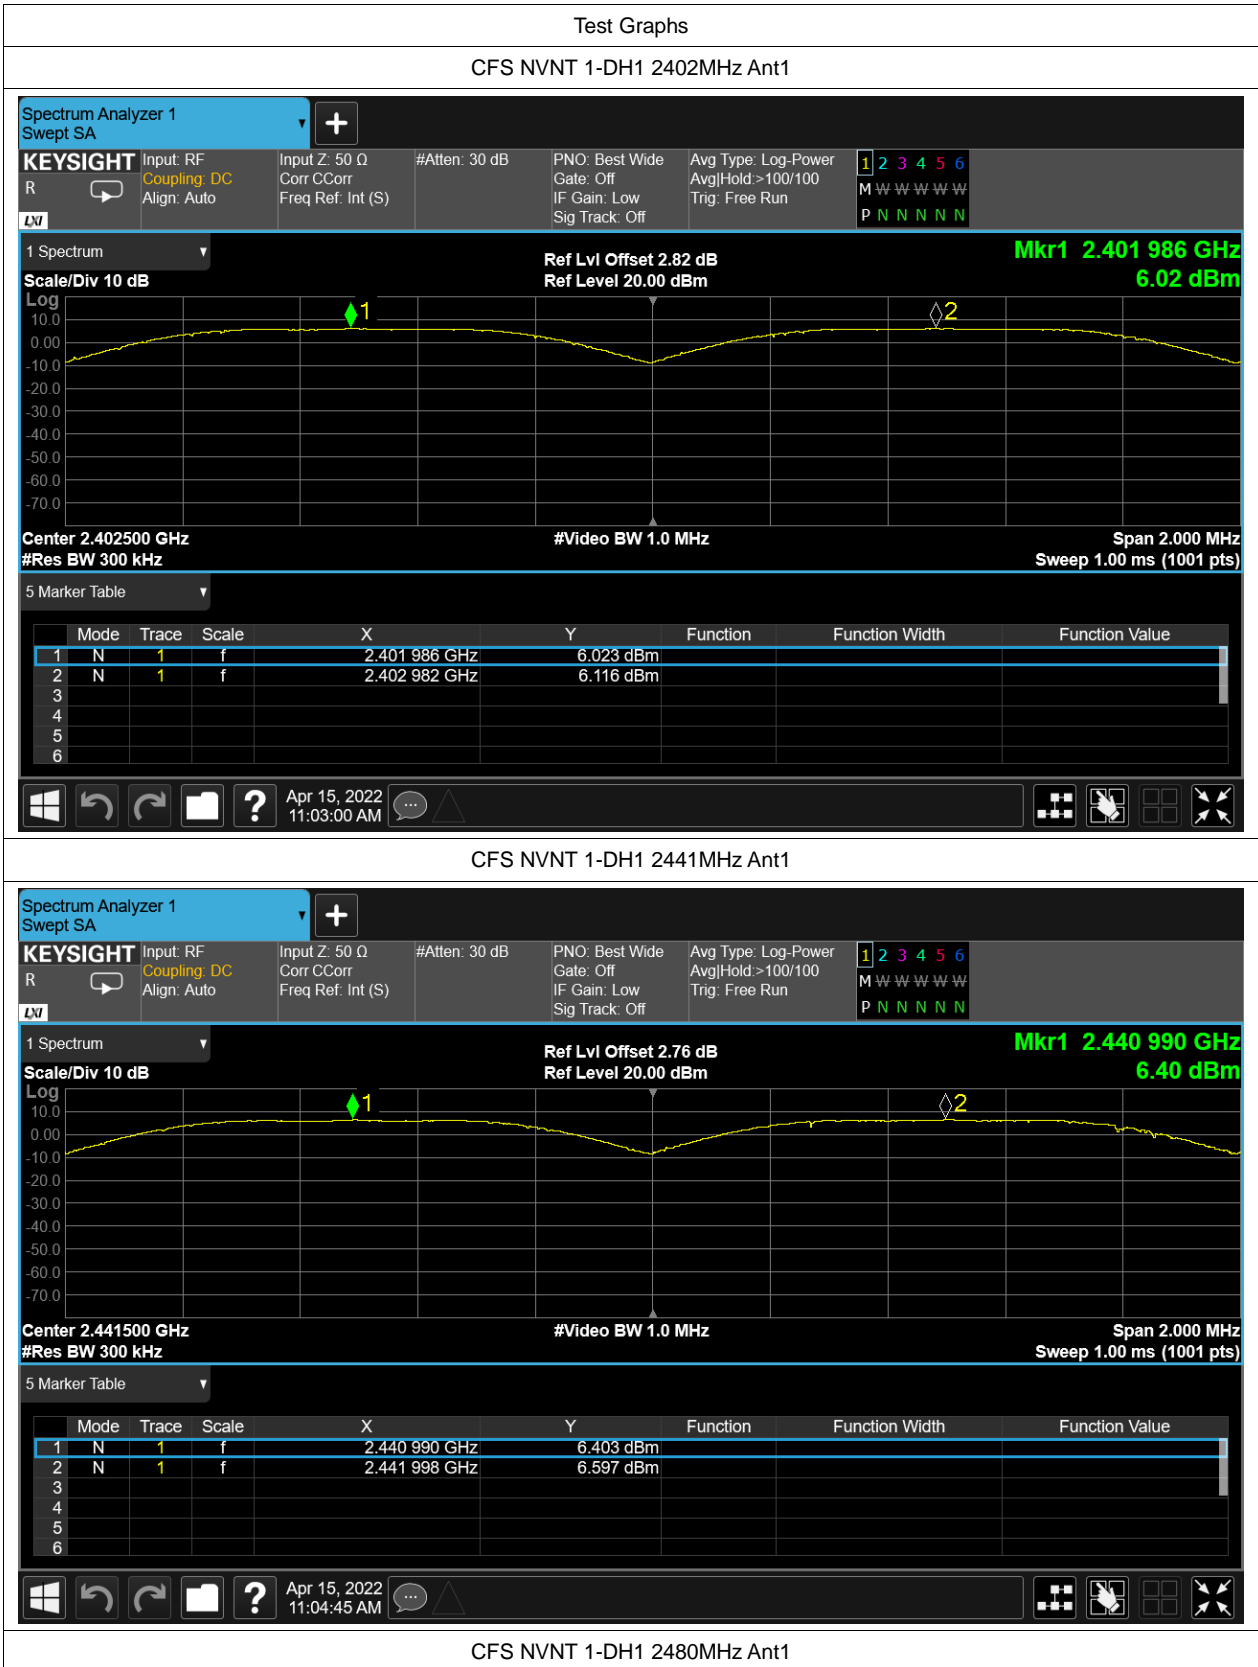 Test Graphs
CFS NVNT 1-DH1 2402MHz Ant1
Spectrum Analyzer 1
Swept SA
KEYSIGHT Input: RF Input Z: 50 Ω #Atten: 30 dB PNO: Best Wide Avg Type: Log-Power 1 2 3 4 5 6
R Coupling: DC Corr CCorr Gate: Off Avg|Hold:>100/100 M W W W W W
Align: Auto Freq Ref: Int (S) IF Gain: Low Trig: Free Run
LXI Sig Track: Off P N N N N N
1 Spectrum Ref Lvl Offset 2.82 dB Mkr1 2.401 986 GHz
Scale/Div 10 dB Ref Level 20.00 dBm 6.02 dBm
Log
1 2
10.0
0.00
-10.0
-20.0
-30.0
-40.0
-50.0
-60.0
-70.0
Center 2.402500 GHz #Video BW 1.0 MHz Span 2.000 MHz
#Res BW 300 kHz Sweep 1.00 ms (1001 pts)
5 Marker Table
Mode Trace Scale X Y Function Function Width Function Value
1 N 1 f 2.401 986 GHz 6.023 dBm
2 N 1 f 2.402 982 GHz 6.116 dBm
3
4
5
6
? Apr 15, 2022
11:03:00 AM
CFS NVNT 1-DH1 2441MHz Ant1
Spectrum Analyzer 1
Swept SA
KEYSIGHT Input: RF Input Z: 50 Ω #Atten: 30 dB PNO: Best Wide Avg Type: Log-Power 1 2 3 4 5 6
R Coupling: DC Corr CCorr Gate: Off Avg|Hold:>100/100 M W W W W W
Align: Auto Freq Ref: Int (S) IF Gain: Low Trig: Free Run
LXI Sig Track: Off P N N N N N
1 Spectrum Ref Lvl Offset 2.76 dB Mkr1 2.440 990 GHz
Scale/Div 10 dB Ref Level 20.00 dBm 6.40 dBm
Log
1 2
10.0
0.00
-10.0
-20.0
-30.0
-40.0
-50.0
-60.0
-70.0
Center 2.441500 GHz #Video BW 1.0 MHz Span 2.000 MHz
#Res BW 300 kHz Sweep 1.00 ms (1001 pts)
5 Marker Table
Mode Trace Scale X Y Function Function Width Function Value
1 N 1 f 2.440 990 GHz 6.403 dBm
2 N 1 f 2.441 998 GHz 6.597 dBm
3
4
5
6
? Apr 15, 2022
11:04:45 AM
CFS NVNT 1-DH1 2480MHz Ant1